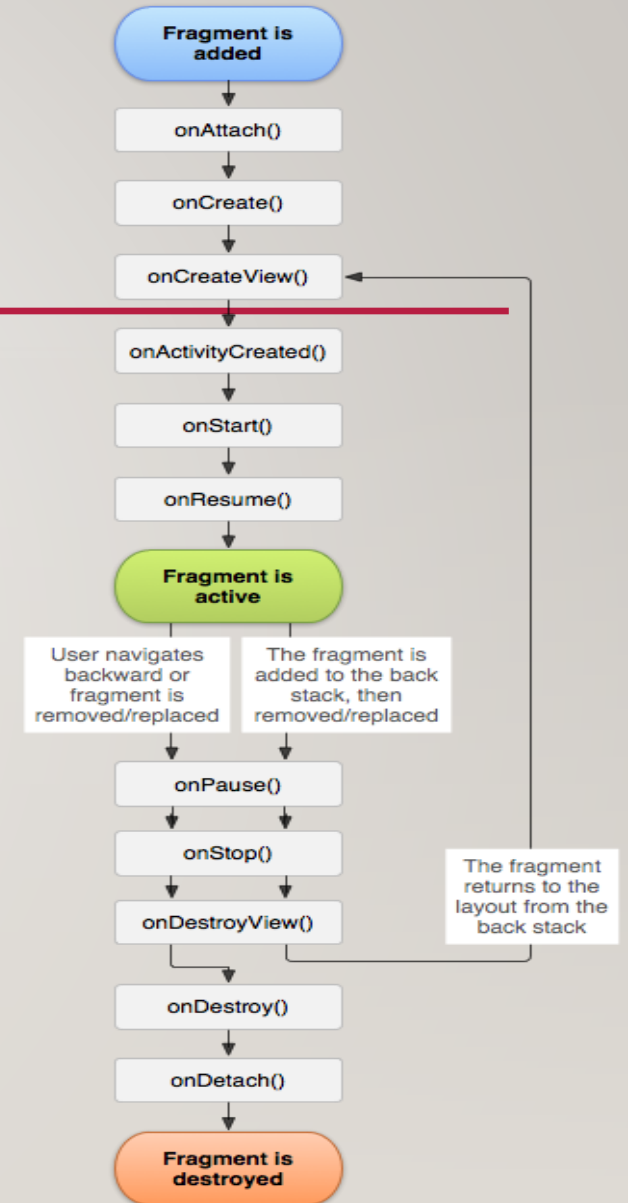 Fragment is
added
onAttach()
onCreate()
onCreateView()
onActivityCreated()
onStart()
onResume()
Fragment is
active
User navigates
backward or
fragment is
removed/replaced
The fragment is
added to the back
stack, then
removed/replaced
onPause()
onStop()
The fragment
returns to the
layout from the
back stack
onDestroyView()
onDestroy()
onDetach()
Fragment is
destroyed